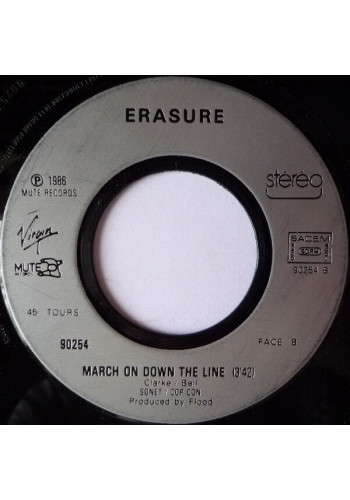 ERASURE
℗ 1986
MUTE RECORDS
stéréo
Virgin
MUTE
SACEM
90254 B
45 TOURS
90254
FACE B
MARCH ON DOWN THE LINE (3'42)
Clarke / Bell
SONET / COP. CON.
Produced by Flood